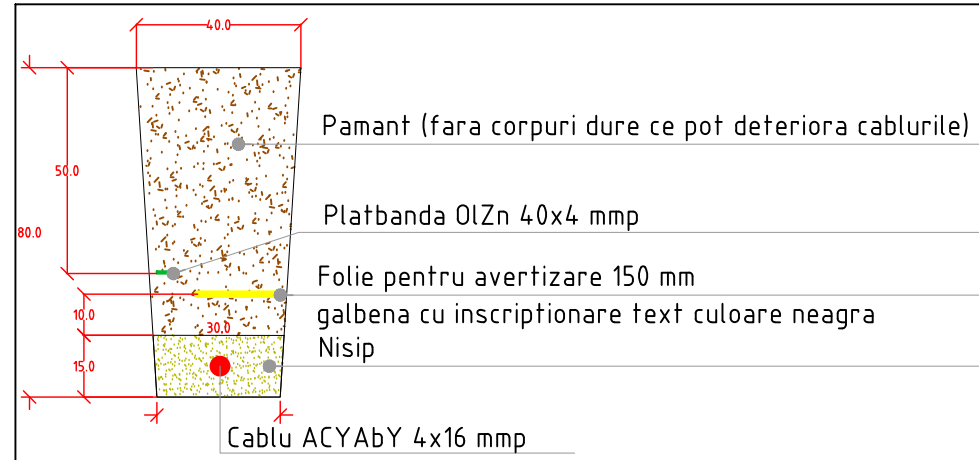 40.0
Pamant (fara corpuri dure ce pot deteriora cablurile)
50.0
Platbanda OlZn 40x4 mmp
80.0
Folie pentru avertizare 150 mm
galbena cu inscriptionare text culoare neagra
10.0
30.0
Nisip
15.0
Cablu ACYAbY 4x16 mmp